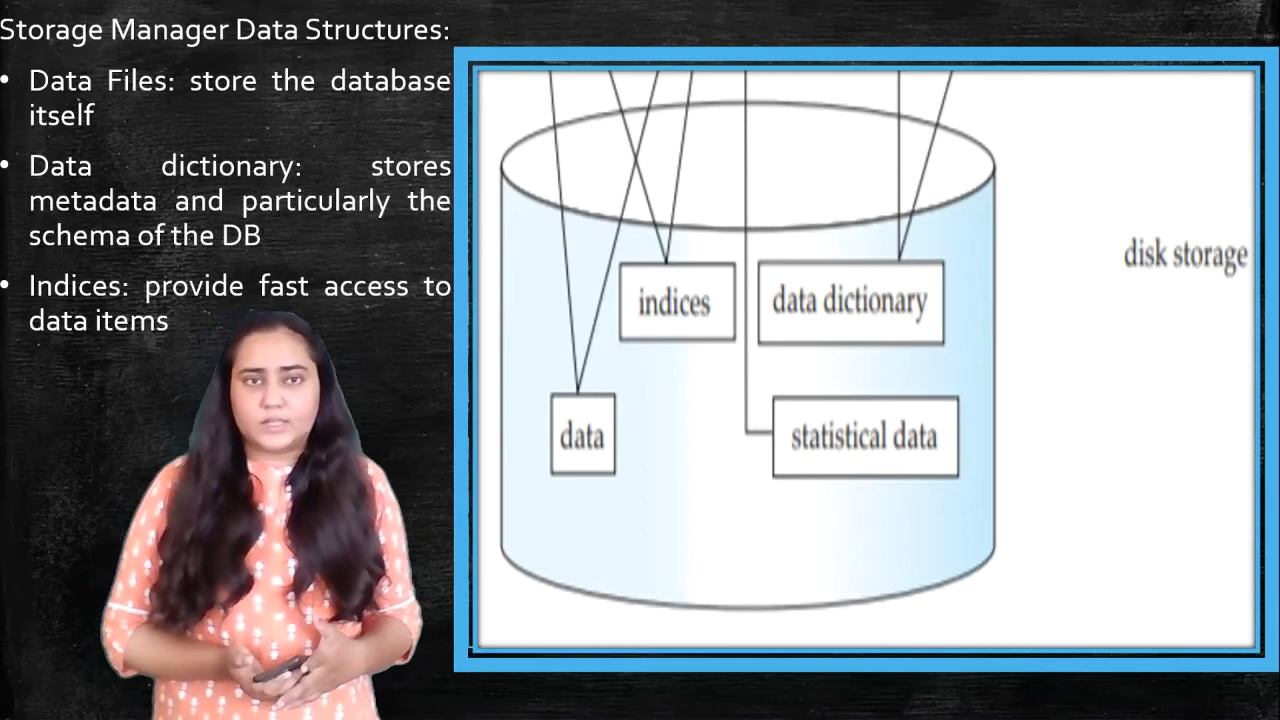 Storage Manager Data Structures:
• Data Files: store the database
itself
• Data dictionary: stores
metadata and particularly the
schema of the DB
• Indices: provide fast access to
data items
disk storage
indices
data dictionary
data
statistical data